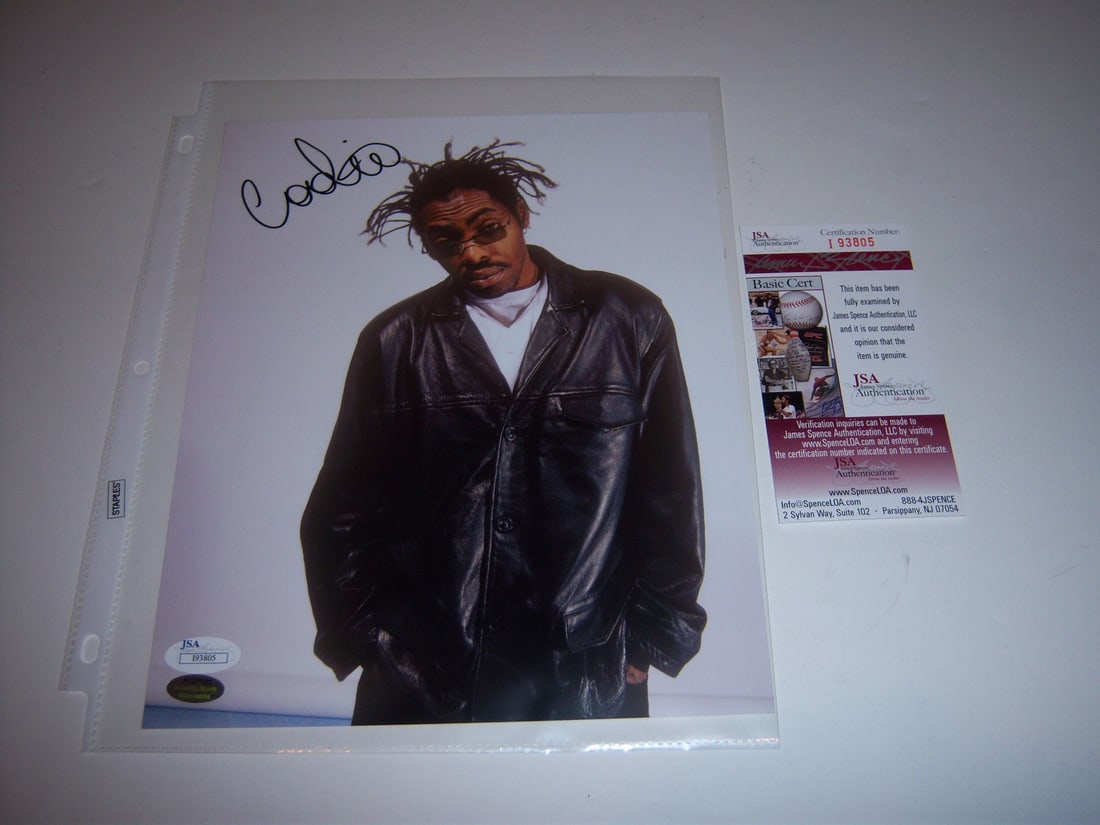 Coolio
STAPLES
JSA
I93805
JSA
Authentication
Certification Number:
I 93805
Basic Cert
This item has been
fully examined by
James Spence Authentication, LLC
and it is our considered
opinion that the
item is genuine.
JSA
James Spence
Authentication
Verification inquiries can be made to
James Spence Authentication, LLC by visiting
www.SpenceLOA.com and entering
the certification number indicated on this certificate.
JSA
Authentication
www.SpenceLOA.com
Info@SpenceLOA.com 888-4JSPENCE
2 Sylvan Way, Suite 102 · Parsippany, NJ 07054